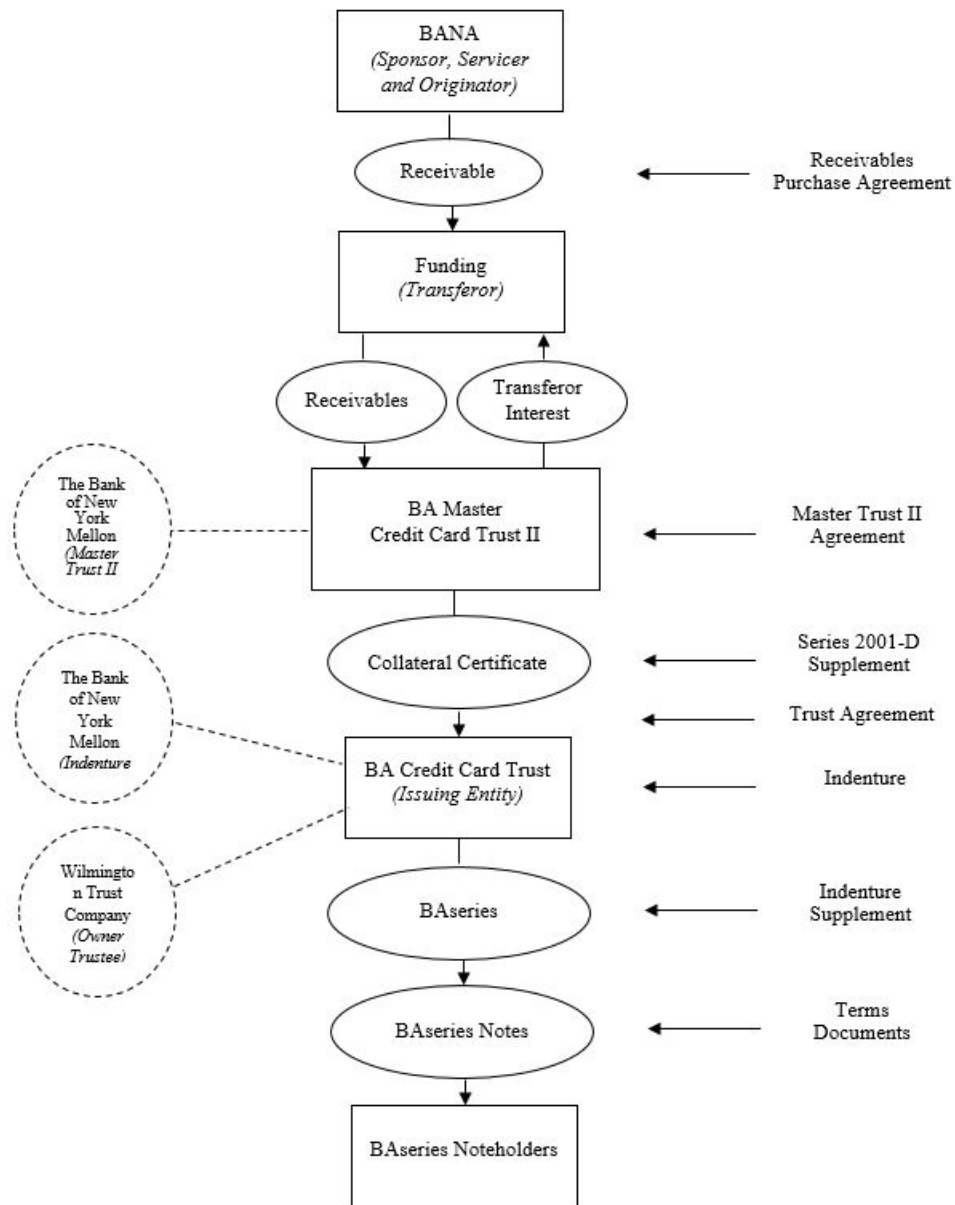 BANA
(Sponsor, Servicer
and Originator)
Receivable
Receivables
Purchase Agreement
Funding
(Transferor)
Receivables
Transferor
Interest
The Bank
of New
York
Mellon
(Master
Trust II
BA Master
Credit Card Trust II
Master Trust II
Agreement
Collateral Certificate
Series 2001-D
Supplement
The Bank
of New
York
Mellon
(Indenture
Trust Agreement
BA Credit Card Trust
(Issuing Entity)
Indenture
Wilmingto
n Trust
Company
(Owner
Trustee)
BAseries
Indenture
Supplement
BAseries Notes
Terms
Documents
BAseries Noteholders